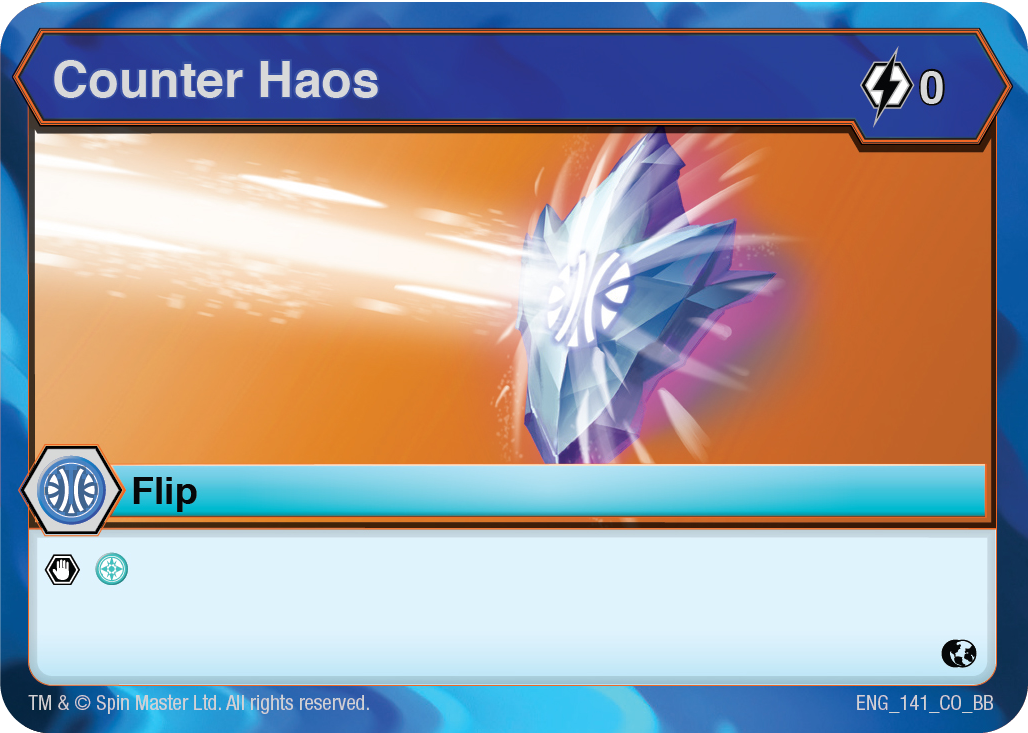 Counter Haos
0
Flip
TM & © Spin Master Ltd. All rights reserved.
ENG_141_CO_BB